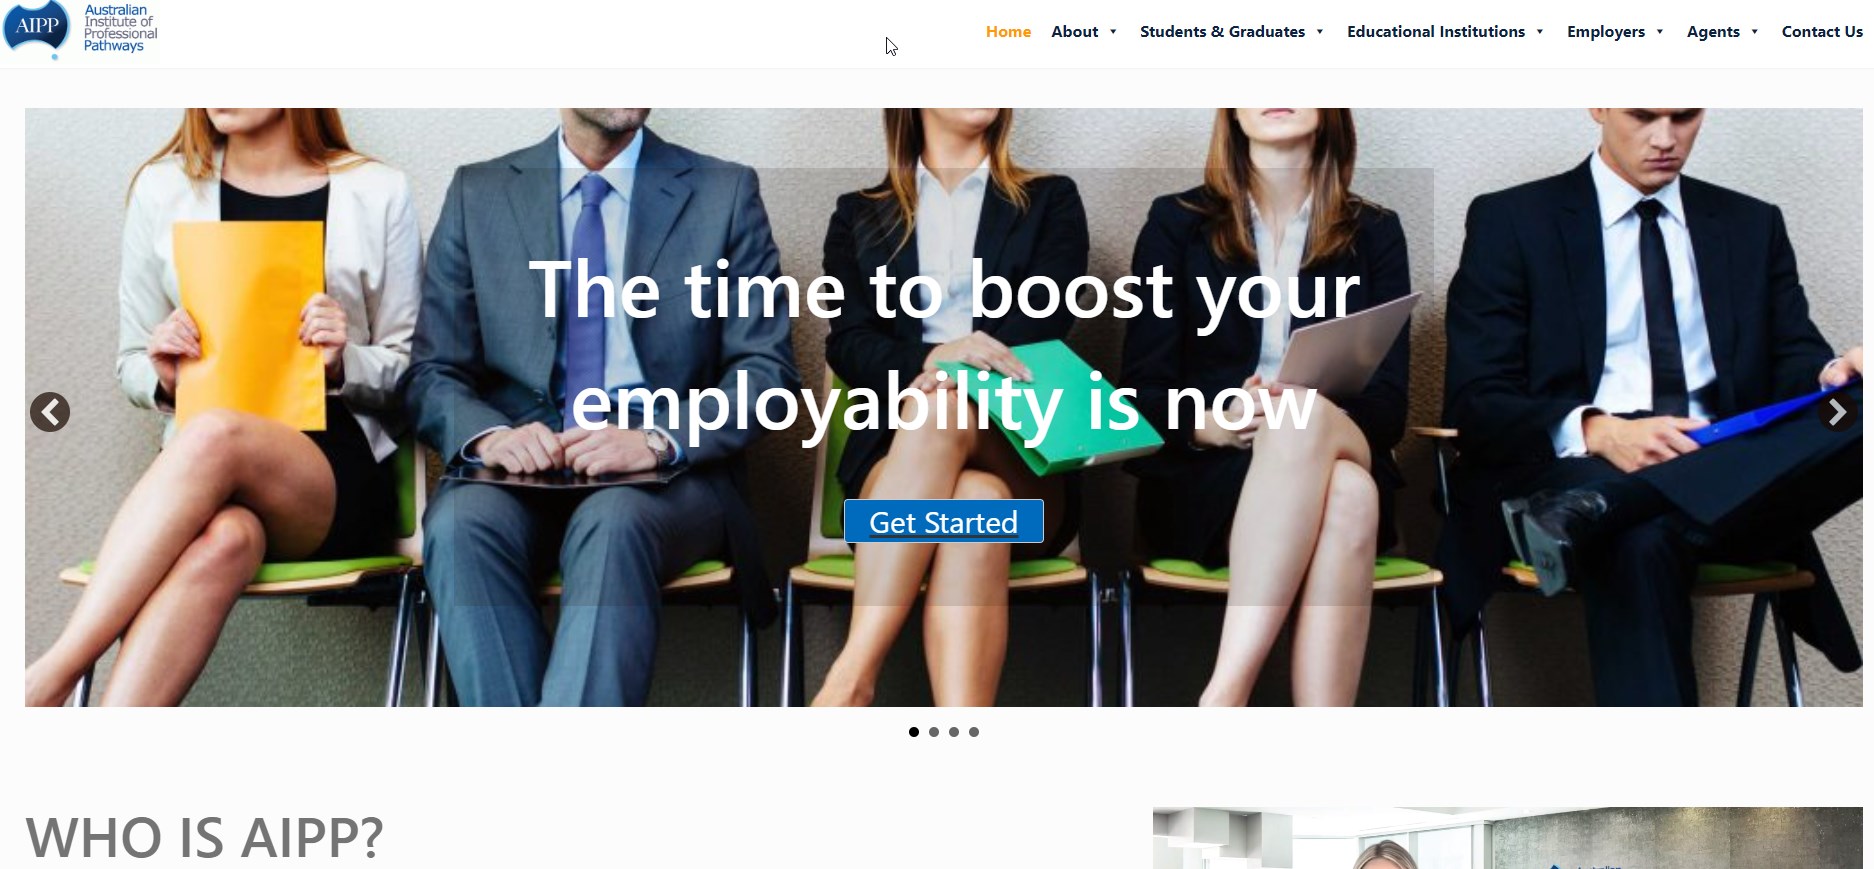 AIPP
Australian
Institute of
Professional
Pathways
Home About Students & Graduates Educational Institutions Employers Agents Contact Us
The time to boost your
employability is now
Get Started
WHO IS AIPP?
Australian